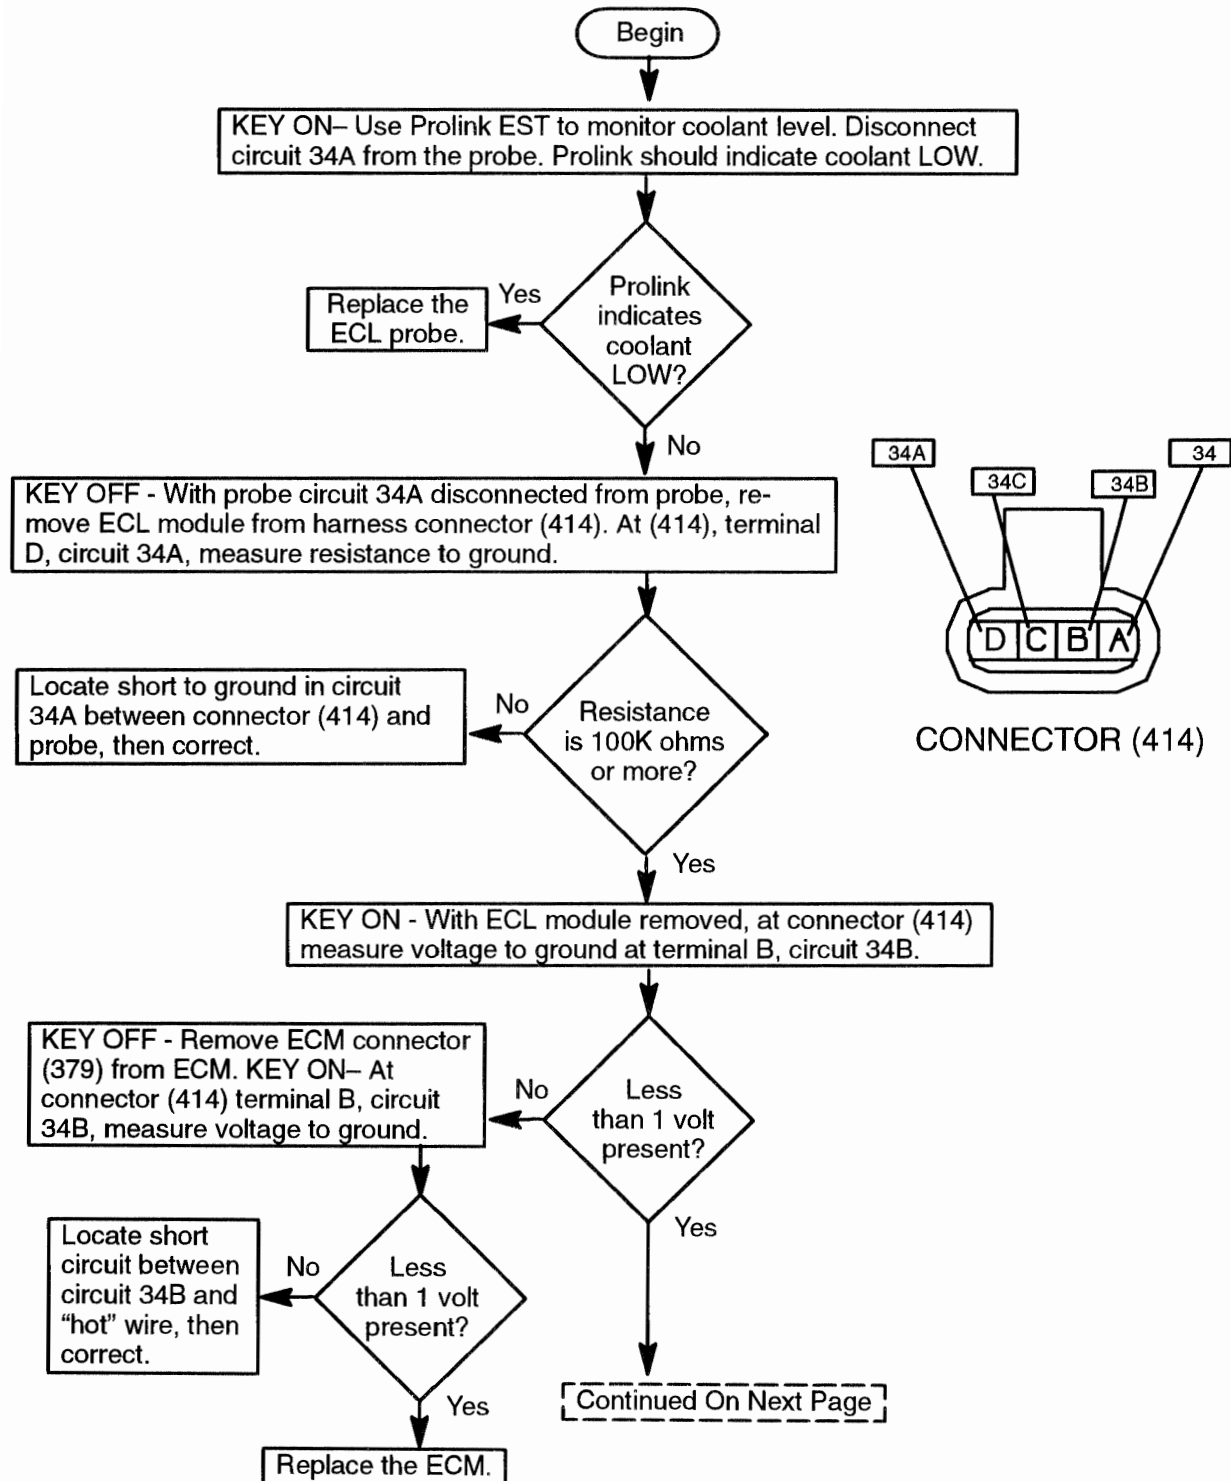 Begin
KEY ON– Use Prolink EST to monitor coolant level. Disconnect
circuit 34A from the probe. Prolink should indicate coolant LOW.
Prolink
indicates
coolant
LOW?
Yes
Replace the
ECL probe.
No
KEY OFF - With probe circuit 34A disconnected from probe, re-
move ECL module from harness connector (414). At (414), terminal
D, circuit 34A, measure resistance to ground.
34A
34C
34B
34
D C B A
CONNECTOR (414)
Resistance
is 100K ohms
or more?
No
Locate short to ground in circuit
34A between connector (414) and
probe, then correct.
Yes
KEY ON - With ECL module removed, at connector (414)
measure voltage to ground at terminal B, circuit 34B.
Less
than 1 volt
present?
No
KEY OFF - Remove ECM connector
(379) from ECM. KEY ON– At
connector (414) terminal B, circuit
34B, measure voltage to ground.
Less
than 1 volt
present?
No
Locate short
circuit between
circuit 34B and
“hot” wire, then
correct.
Yes
Replace the ECM.
Yes
Continued On Next Page